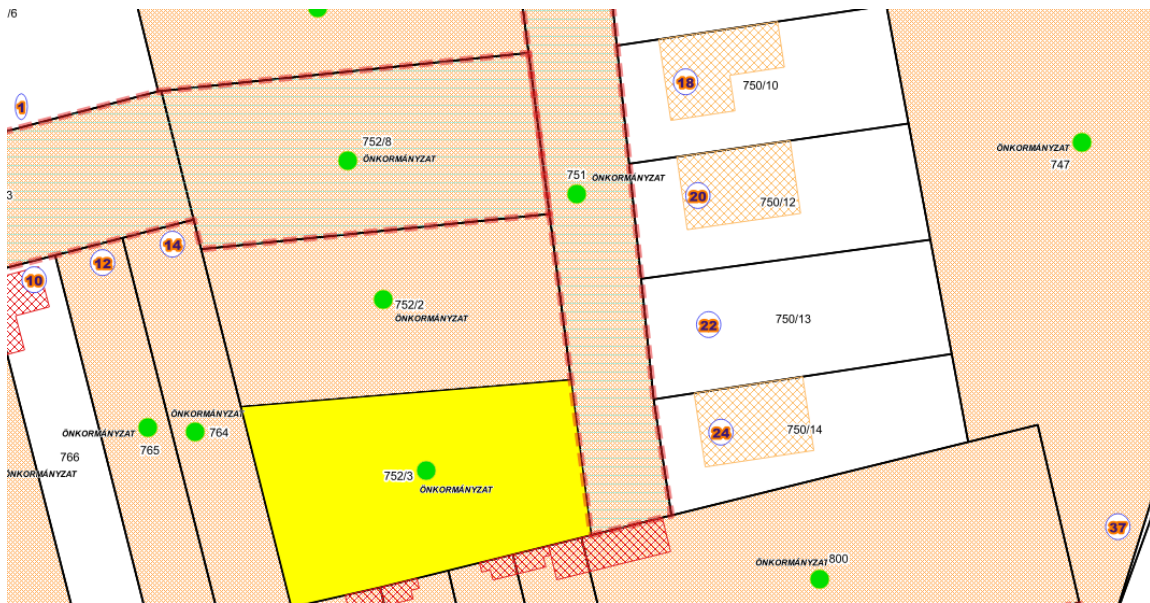 /6
1
18
750/10
752/8
ÖNKORMÁNYZAT
ÖNKORMÁNYZAT
747
751
ÖNKORMÁNYZAT
3
20
750/12
14
12
10
752/2
ÖNKORMÁNYZAT
22
750/13
ÖNKORMÁNYZAT
764
ÖNKORMÁNYZAT
765
766
ÖNKORMÁNYZAT
24
750/14
752/3
ÖNKORMÁNYZAT
37
ÖNKORMÁNYZAT 800